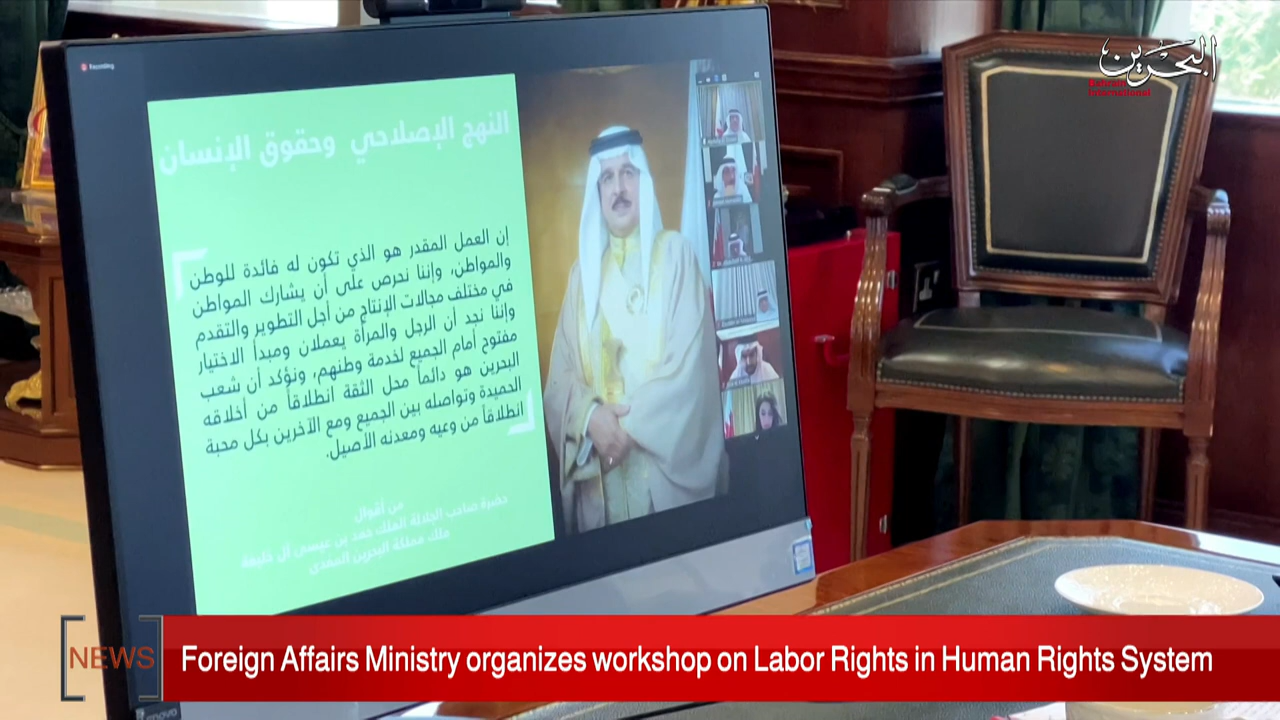 Recording
البحرين
Bahrain
International
النهج الإصلاحي وحقوق الإنسان
إن العمل المقدر هو الذي تكون له فائدة للوطن
والمواطن، وإننا نحرص على أن يشارك المواطن
في مختلف مجالات الإنتاج من أجل التطوير والتقدم
وإننا نجد أن الرجل والمرأة يعملان ومبدأ الاختيار
مفتوح أمام الجميع لخدمة وطنهم، ونؤكد أن شعب
البحرين هو دائماً محل الثقة انطلاقاً من أخلاقه
الحميدة وتواصله بين الجميع ومع الآخرين بكل محبة
انطلاقاً من وعيه ومعدنه الأصيل.
من أقوال
حضرة صاحب الجلالة الملك حمد بن عيسى آل خليفة
ملك مملكة البحرين المفدى
NEWS
Foreign Affairs Ministry organizes workshop on Labor Rights in Human Rights System
lenovo